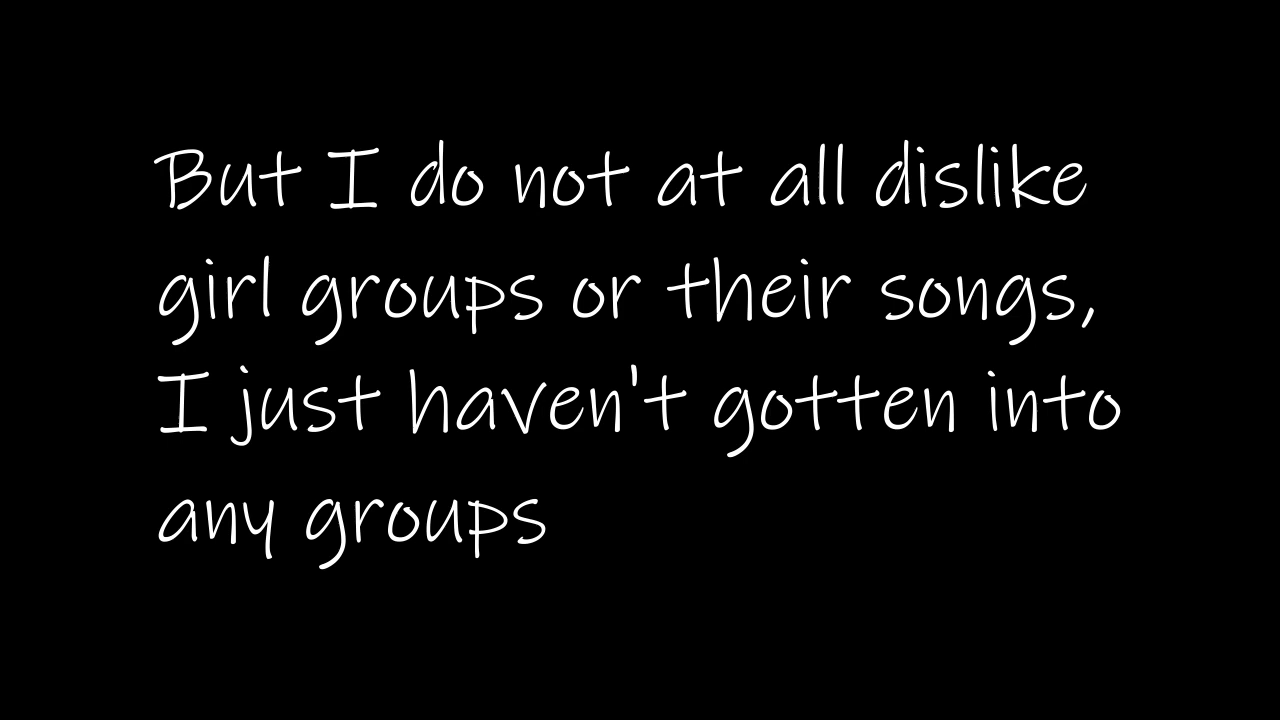 But I do not at all dislike
girl groups or their songs,
I just haven't gotten into
any groups